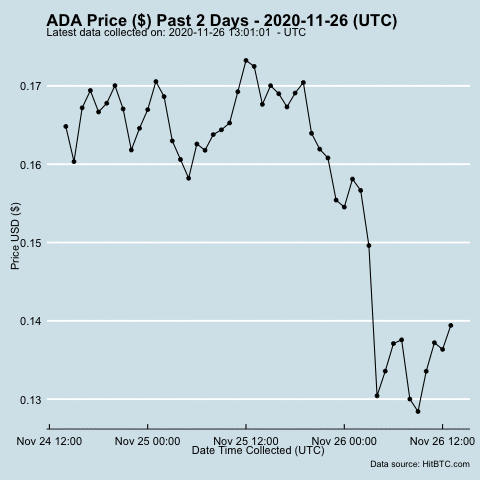 ADA Price ($) Past 2 Days - 2020-11-26 (UTC)
Latest data collected on: 2020-11-26 13:01:01  - UTC
Price USD ($)
0.17
0.16
0.15
0.14
0.13
Nov 24 12:00 Nov 25 00:00 Nov 25 12:00 Nov 26 00:00 Nov 26 12:00
Date Time Collected (UTC)
Data source: HitBTC.com